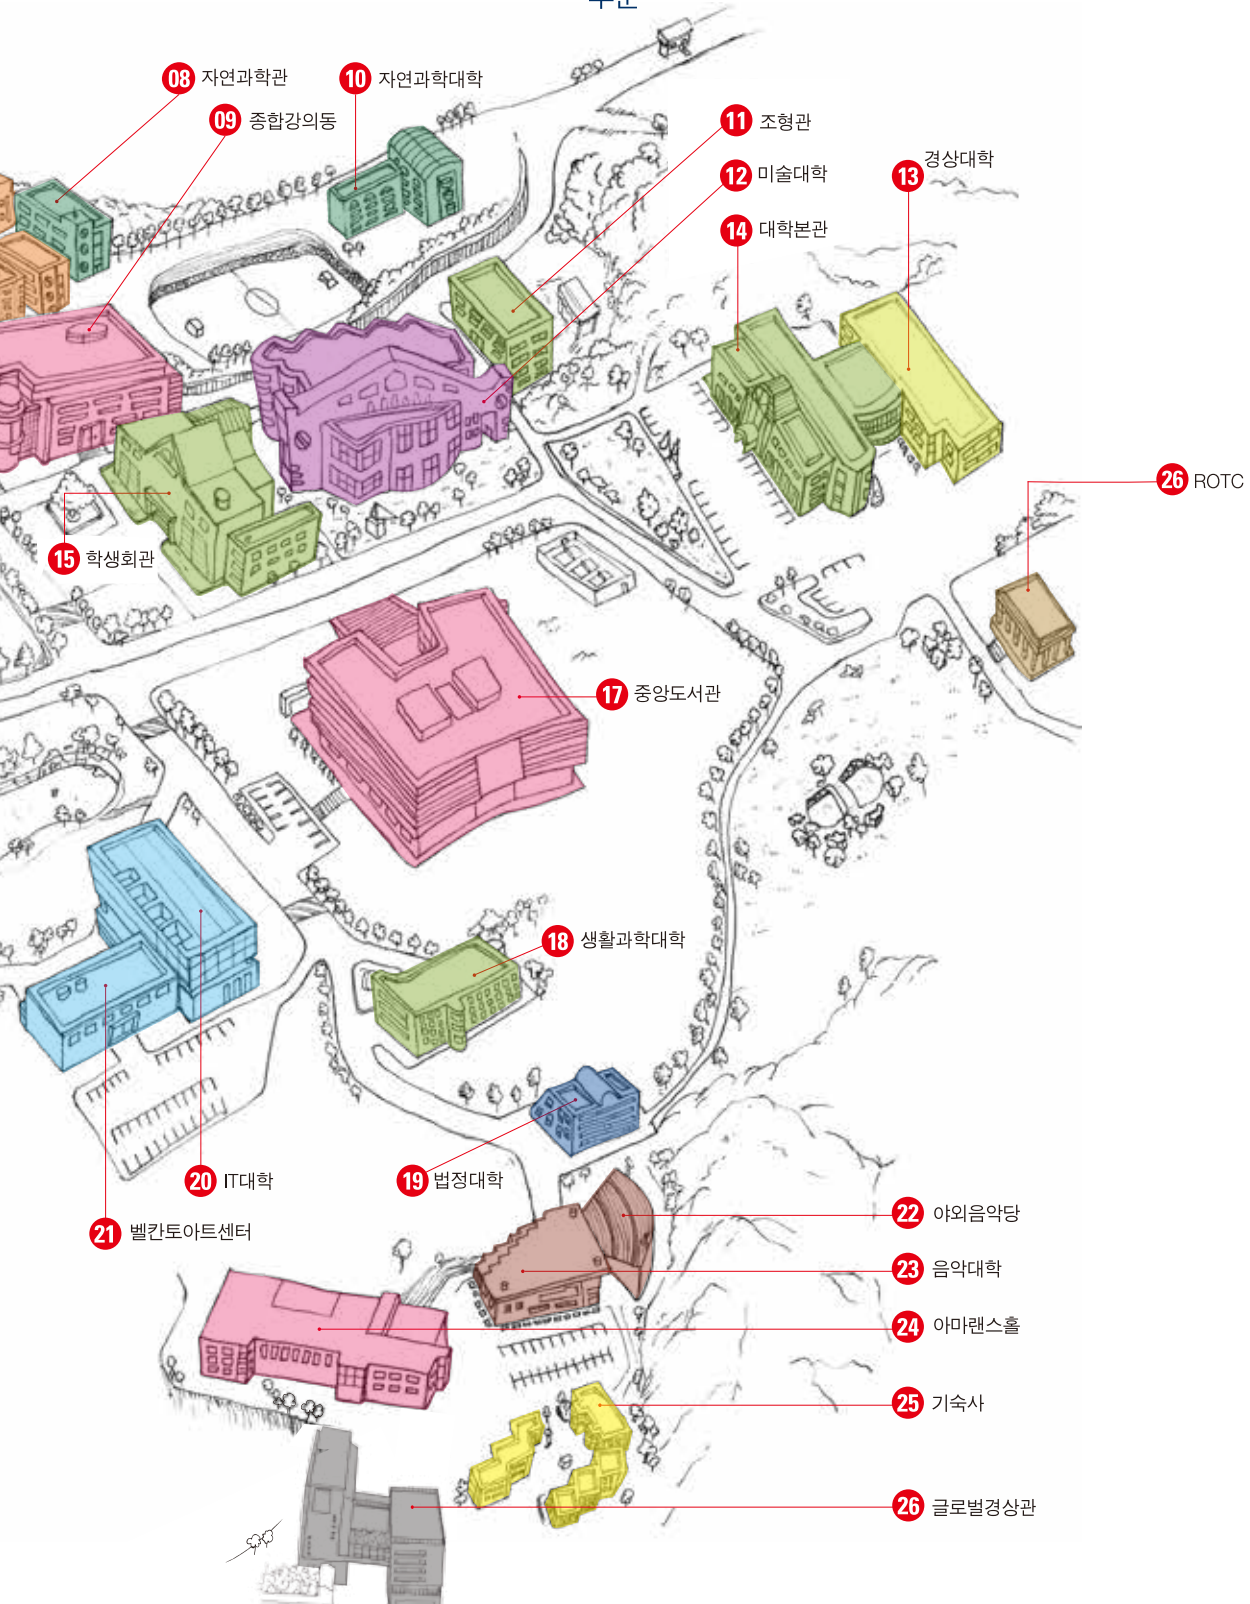 08 자연과학관
10 자연과학대학
09 종합강의동
11 조형관
12 미술대학
13 경상대학
14 대학본관
26 ROTC
15 학생회관
17 중앙도서관
18 생활과학대학
20 IT대학
19 법정대학
21 벨칸토아트센터
22 야외음악당
23 음악대학
24 아마랜스홀
25 기숙사
26 글로벌경상관